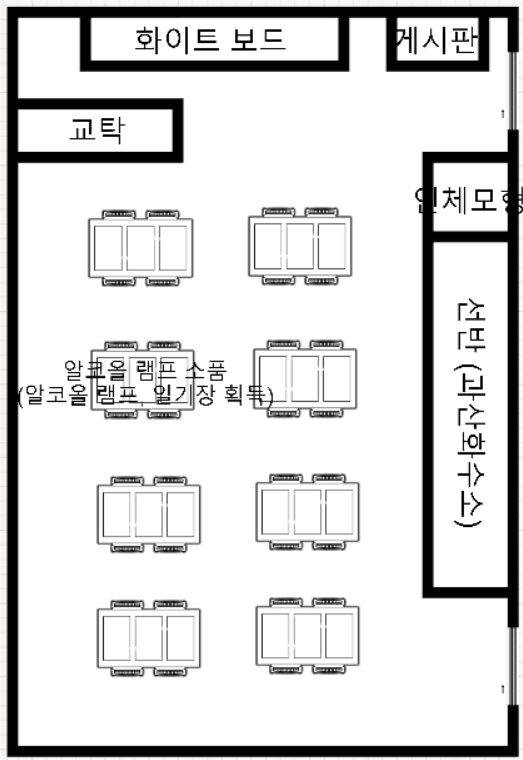 화이트 보드
게시판
교탁
인체모형
알코올 램프 소품
(알코올 램프, 일기장 획득)
선반 (과산화수소)